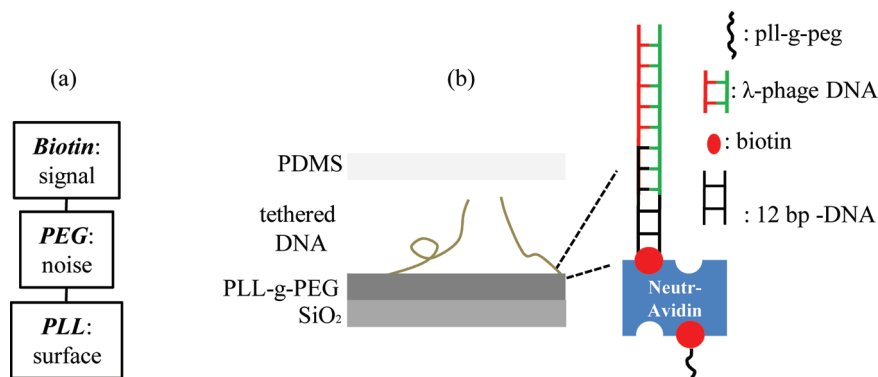 (a)
Biotin:
signal
PEG:
noise
PLL:
surface
(b)
PDMS
tethered
DNA
PLL-g-PEG
SiO₂
Neutr-
Avidin
: pll-g-peg
: λ-phage DNA
: biotin
: 12 bp -DNA